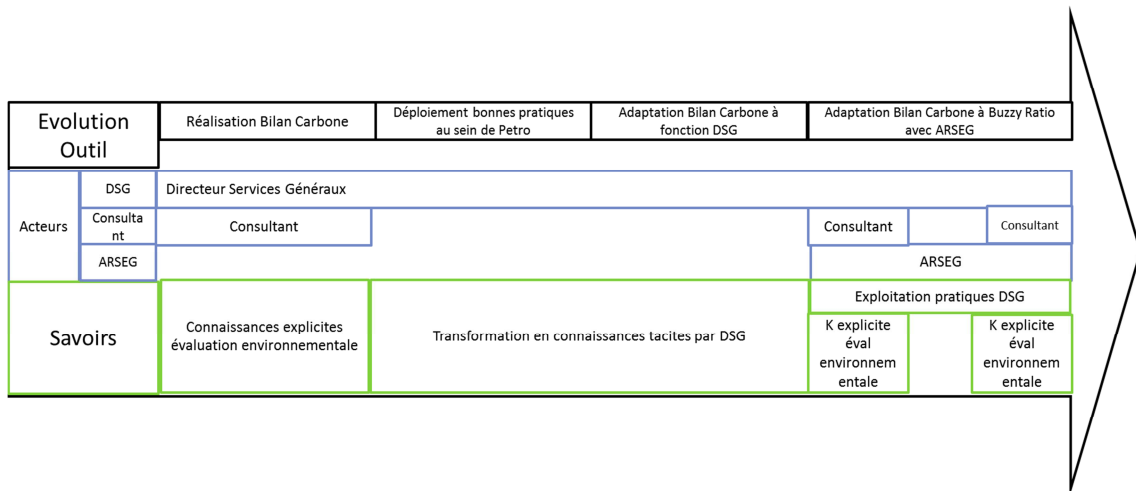 Evolution
Outil
Réalisation Bilan Carbone
Déploiement bonnes pratiques
au sein de Petro
Adaptation Bilan Carbone à
fonction DSG
Adaptation Bilan Carbone à Buzzy Ratio
avec ARSEG
Acteurs
DSG
Directeur Services Généraux
Consulta
nt
Consultant
Consultant
Consultant
ARSEG
ARSEG
Savoirs
Connaissances explicites
évaluation environnementale
Transformation en connaissances tacites par DSG
Exploitation pratiques DSG
K explicite
éval
environnem
entale
K explicite
éval
environnem
entale